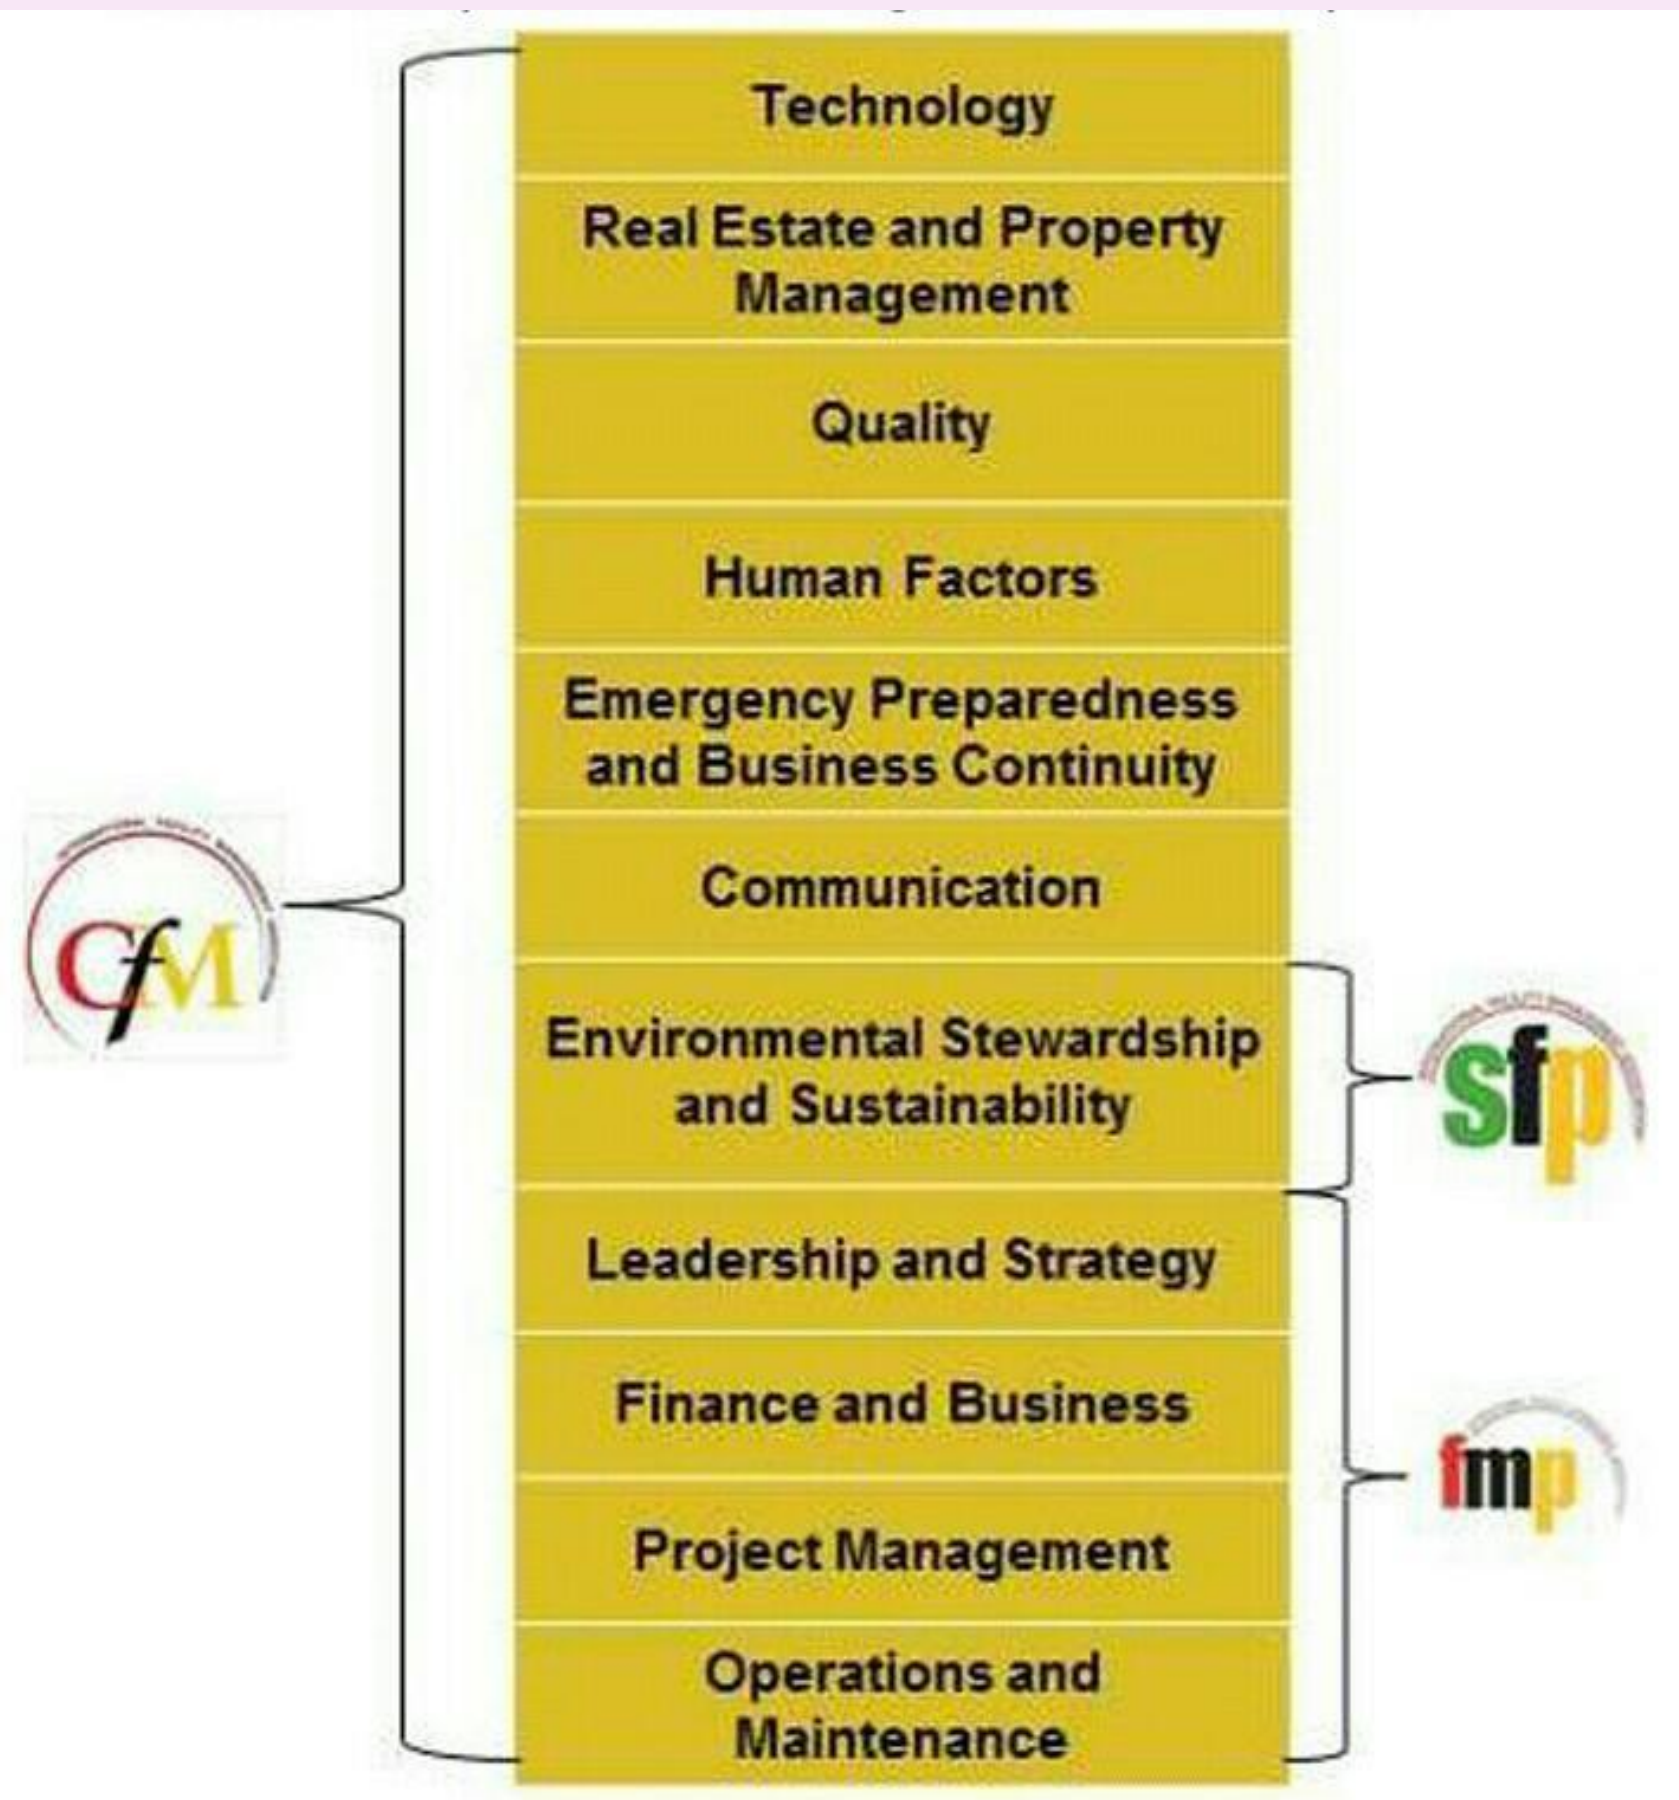 Technology
Real Estate and Property
Management
Quality
Human Factors
Emergency Preparedness
and Business Continuity
Communication
CfM
Environmental Stewardship
and Sustainability
sfp
Leadership and Strategy
Finance and Business
fmp
Project Management
Operations and
Maintenance